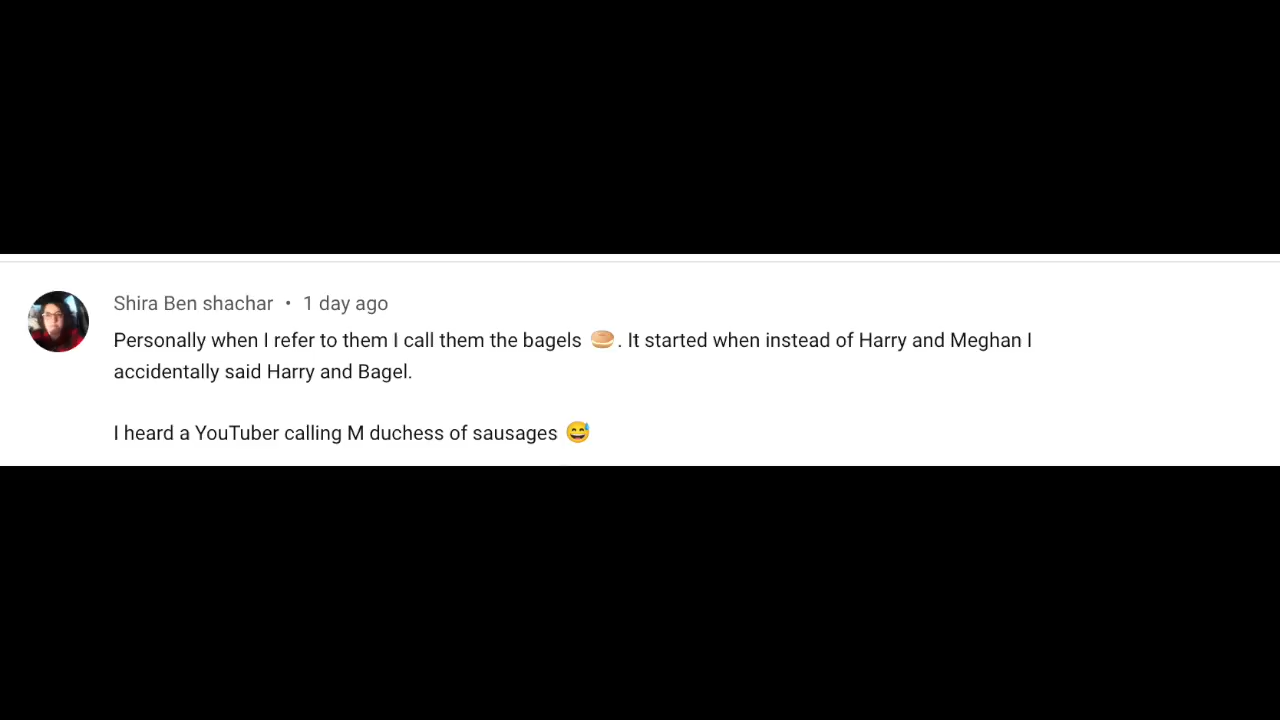 Shira Ben shachar • 1 day ago
Personally when I refer to them I call them the bagels 🥯. It started when instead of Harry and Meghan I
accidentally said Harry and Bagel.
I heard a YouTuber calling M duchess of sausages 😅